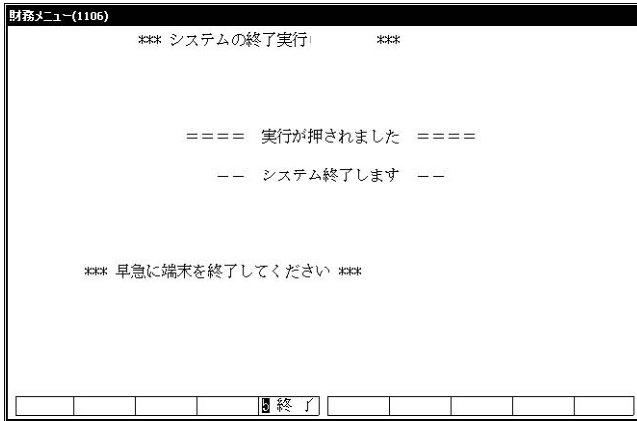 財務メニュー(1106)
*** システムの終了実行 ***
==== 実行が押されました ====
-- システム終了します --
*** 早急に端末を終了してください ***
5 終 了